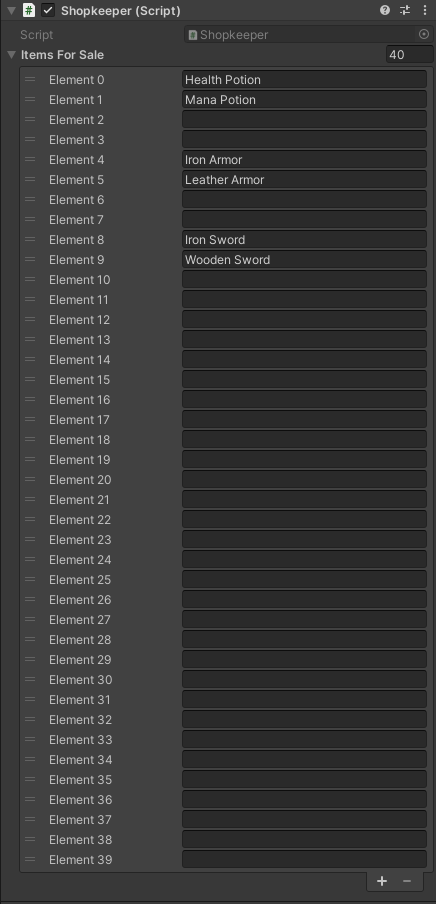 Shopkeeper (Script)
Script Shopkeeper
Items For Sale 40
Element 0 Health Potion
Element 1 Mana Potion
Element 2
Element 3
Element 4 Iron Armor
Element 5 Leather Armor
Element 6
Element 7
Element 8 Iron Sword
Element 9 Wooden Sword
Element 10
Element 11
Element 12
Element 13
Element 14
Element 15
Element 16
Element 17
Element 18
Element 19
Element 20
Element 21
Element 22
Element 23
Element 24
Element 25
Element 26
Element 27
Element 28
Element 29
Element 30
Element 31
Element 32
Element 33
Element 34
Element 35
Element 36
Element 37
Element 38
Element 39